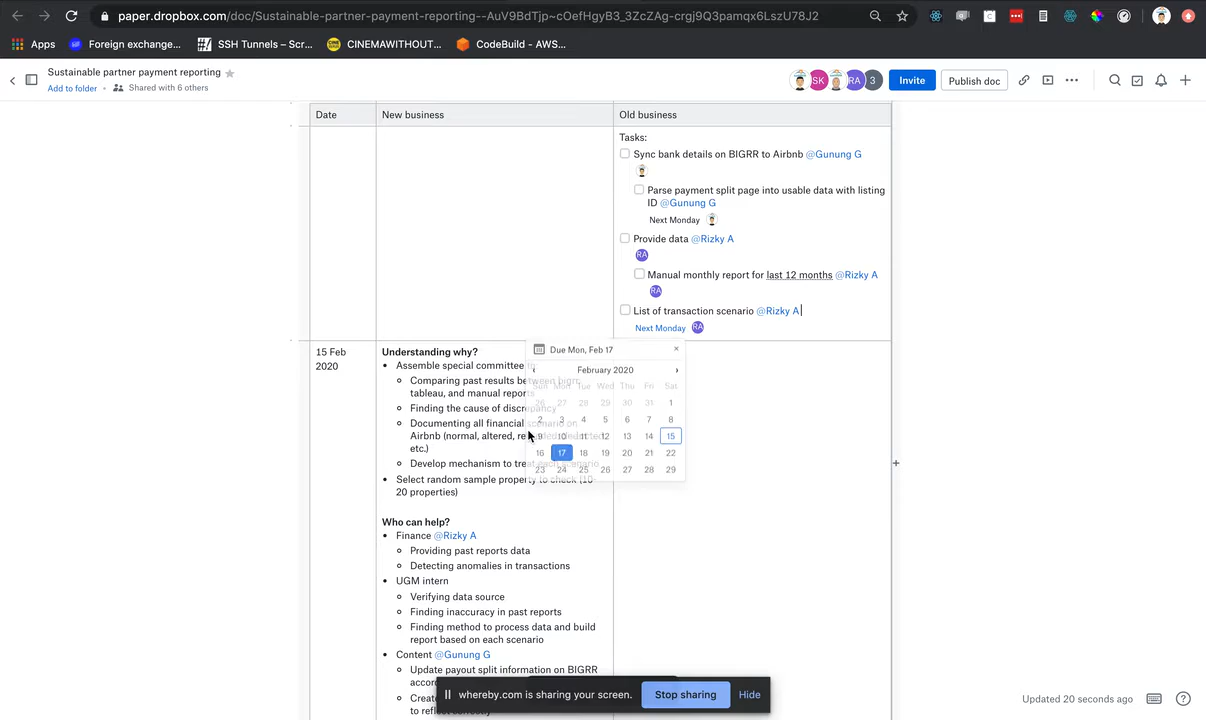 paper.dropbox.com/doc/Sustainable-partner-payment-reporting--AuV9BdTjp~cOefHgyB3_3ZcZAg-crgj9Q3pamqx6LszU78J2
Apps
Foreign exchange...
SSH Tunnels – Scr...
CINEMAWITHOUT...
CodeBuild - AWS...
Sustainable partner payment reporting
Add to folder
Shared with 6 others
SK
RA
3
Invite
Publish doc
Date
New business
Old business
Tasks:
Sync bank details on BIGRR to Airbnb @Gunung G
Parse payment split page into usable data with listing
ID @Gunung G
Next Monday
Provide data @Rizky A
RA
Manual monthly report for last 12 months @Rizky A
RA
List of transaction scenario @Rizky A
Next Monday
RA
15 Feb
2020
Understanding why?
Assemble special committee to:
Comparing past results between bigrr,
tableau, and manual reports
Finding the cause of discrepancy
Documenting all financial scenario on
Airbnb (normal, altered,
etc.)
Develop mechanism to treat each scenario
Select random sample property to check (10-
20 properties)
Due Mon, Feb 17
February 2020
Sun Mon Tue Wed Thu Fri Sat
26 27 28 29 30 31 1
2 3 4 5 6 7 8
9 10 11 12 13 14 15
16 17 18 19 20 21 22
23 24 25 26 27 28 29
Who can help?
Finance @Rizky A
Providing past reports data
Detecting anomalies in transactions
UGM intern
Verifying data source
Finding inaccuracy in past reports
Finding method to process data and build
report based on each scenario
Content @Gunung G
Update payout split information on BIGRR
whereby.com is sharing your screen.
Stop sharing
Hide
Updated 20 seconds ago